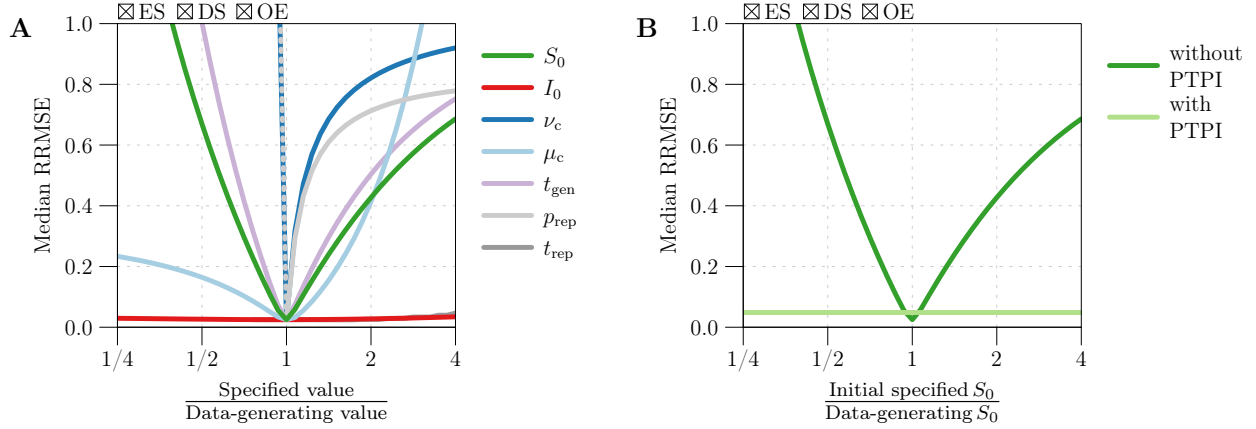 A
☒ ES ☒ DS ☒ OE
Median RRMSE
1.0
0.8
0.6
0.4
0.2
0.0
1/4 1/2 1 2 4
Specified value
Data-generating value
S₀
I₀
ν_c
μ_c
t_gen
p_rep
t_rep
B
☒ ES ☒ DS ☒ OE
Median RRMSE
1.0
0.8
0.6
0.4
0.2
0.0
1/4 1/2 1 2 4
Initial specified S₀
Data-generating S₀
without
PTPI
with
PTPI